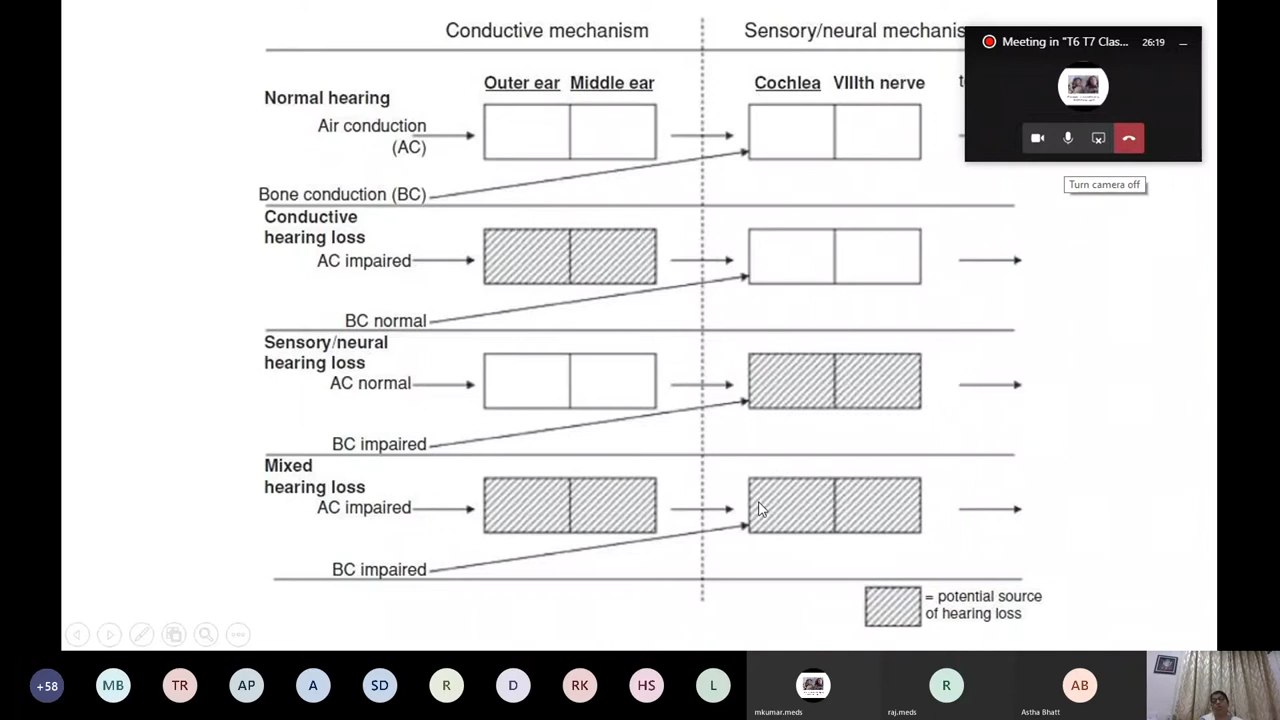 Conductive mechanism
Sensory/neural mechanis
Meeting in "T6 T7 Clas...
26:19
Outer ear Middle ear
Cochlea VIIIth nerve
Normal hearing
Air conduction
(AC)
Turn camera off
Bone conduction (BC)
Conductive
hearing loss
AC impaired
BC normal
Sensory/neural
hearing loss
AC normal
BC impaired
Mixed
hearing loss
AC impaired
BC impaired
= potential source
of hearing loss
+58
MB
TR
AP
A
SD
R
D
RK
HS
L
R
AB
mkumar.meds
raj.meds
Astha Bhatt